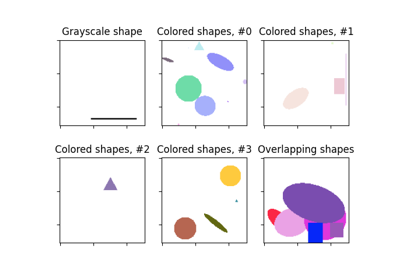 Grayscale shape
Colored shapes, #0
Colored shapes, #1
Colored shapes, #2
Colored shapes, #3
Overlapping shapes